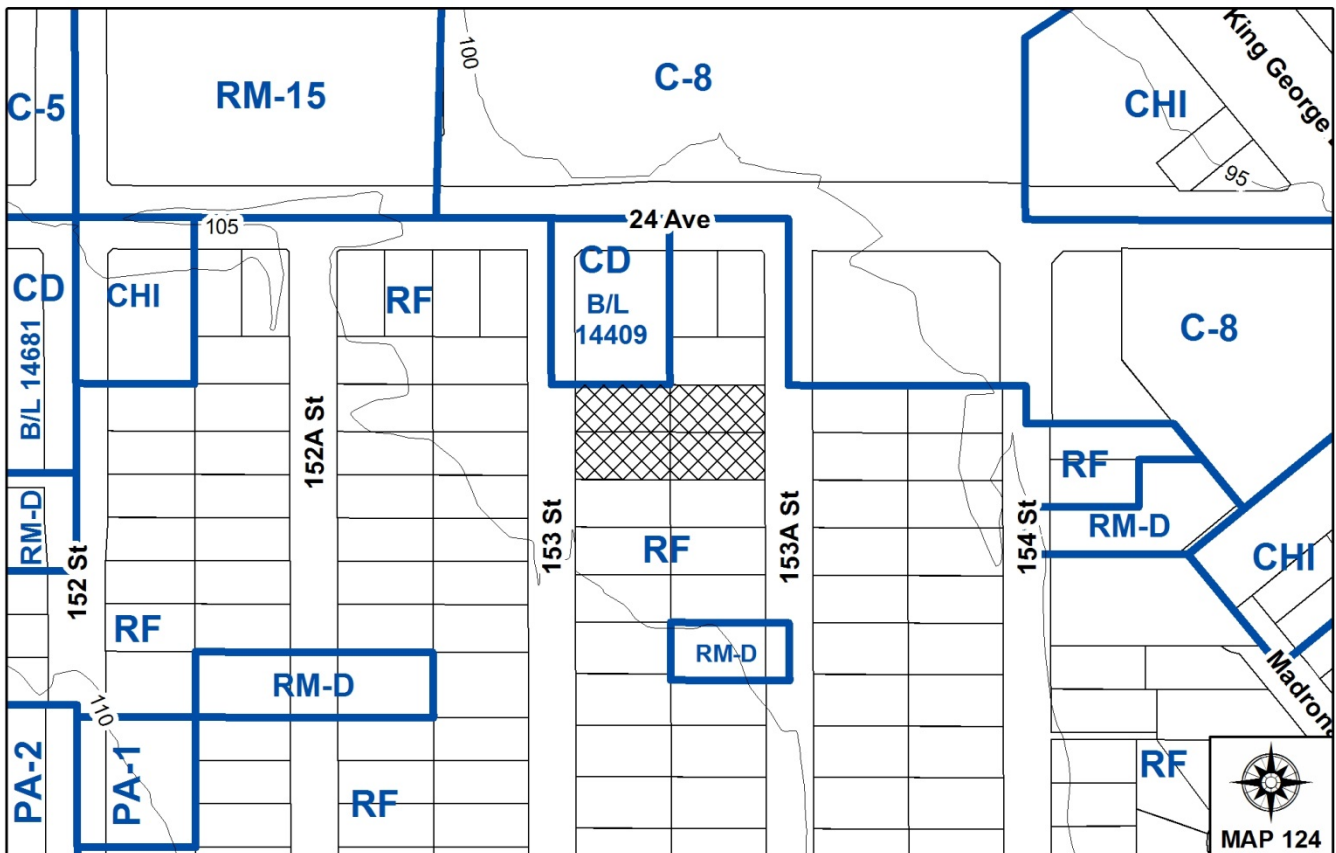 C-5
RM-15
100
C-8
CHI
King George
95
105
24 Ave
CD
B/L 14681
CHI
RF
CD
B/L
14409
C-8
152A St
RM-D
152 St
153 St
RF
153A St
154 St
RF
RM-D
CHI
RF
RM-D
RM-D
Madrona
110
PA-2
PA-1
RF
RF
MAP 124